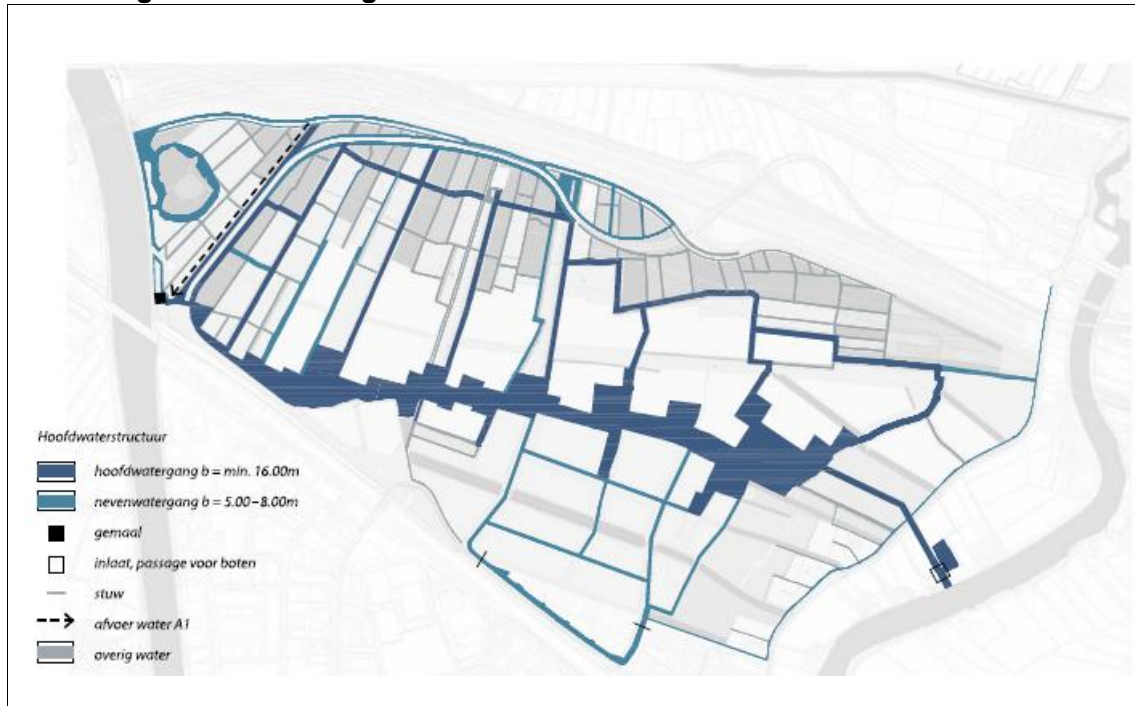 Hoofdwaterstructuur
hoofdwatergang b = min. 16.00m
nevenwatergang b = 5.00-8.00m
gemaal
inlaat, passage voor boten
stuw
afvoer water A1
overig water